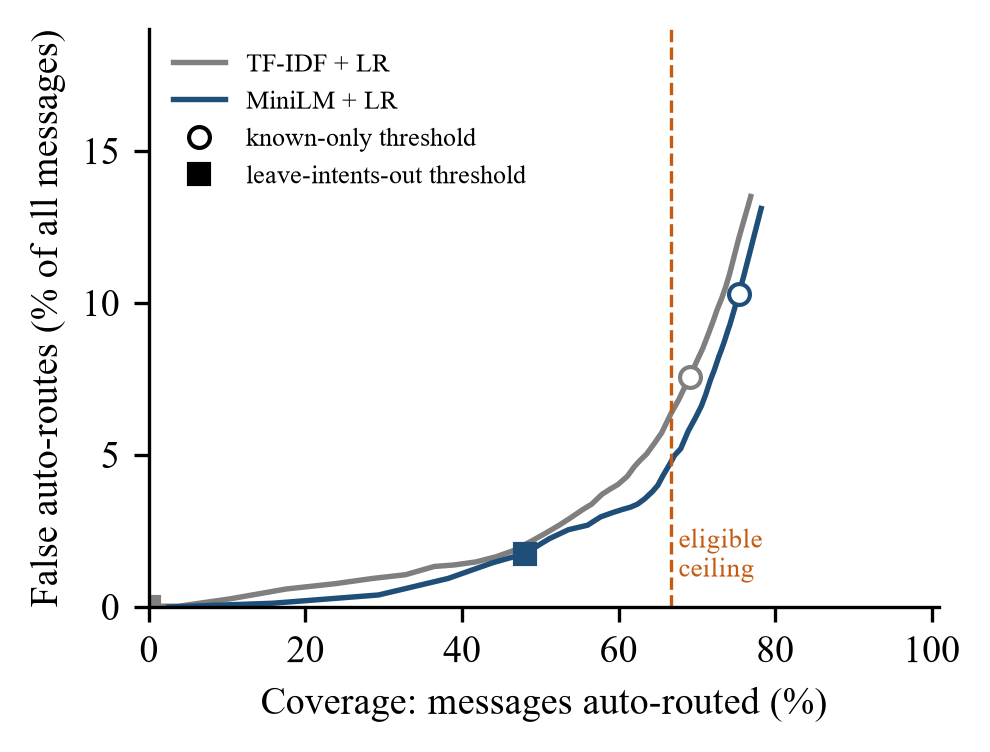 False auto-routes (% of all messages)
TF-IDF + LR
MiniLM + LR
known-only threshold
leave-intents-out threshold
15
10
5
0
eligible
ceiling
0 20 40 60 80 100
Coverage: messages auto-routed (%)